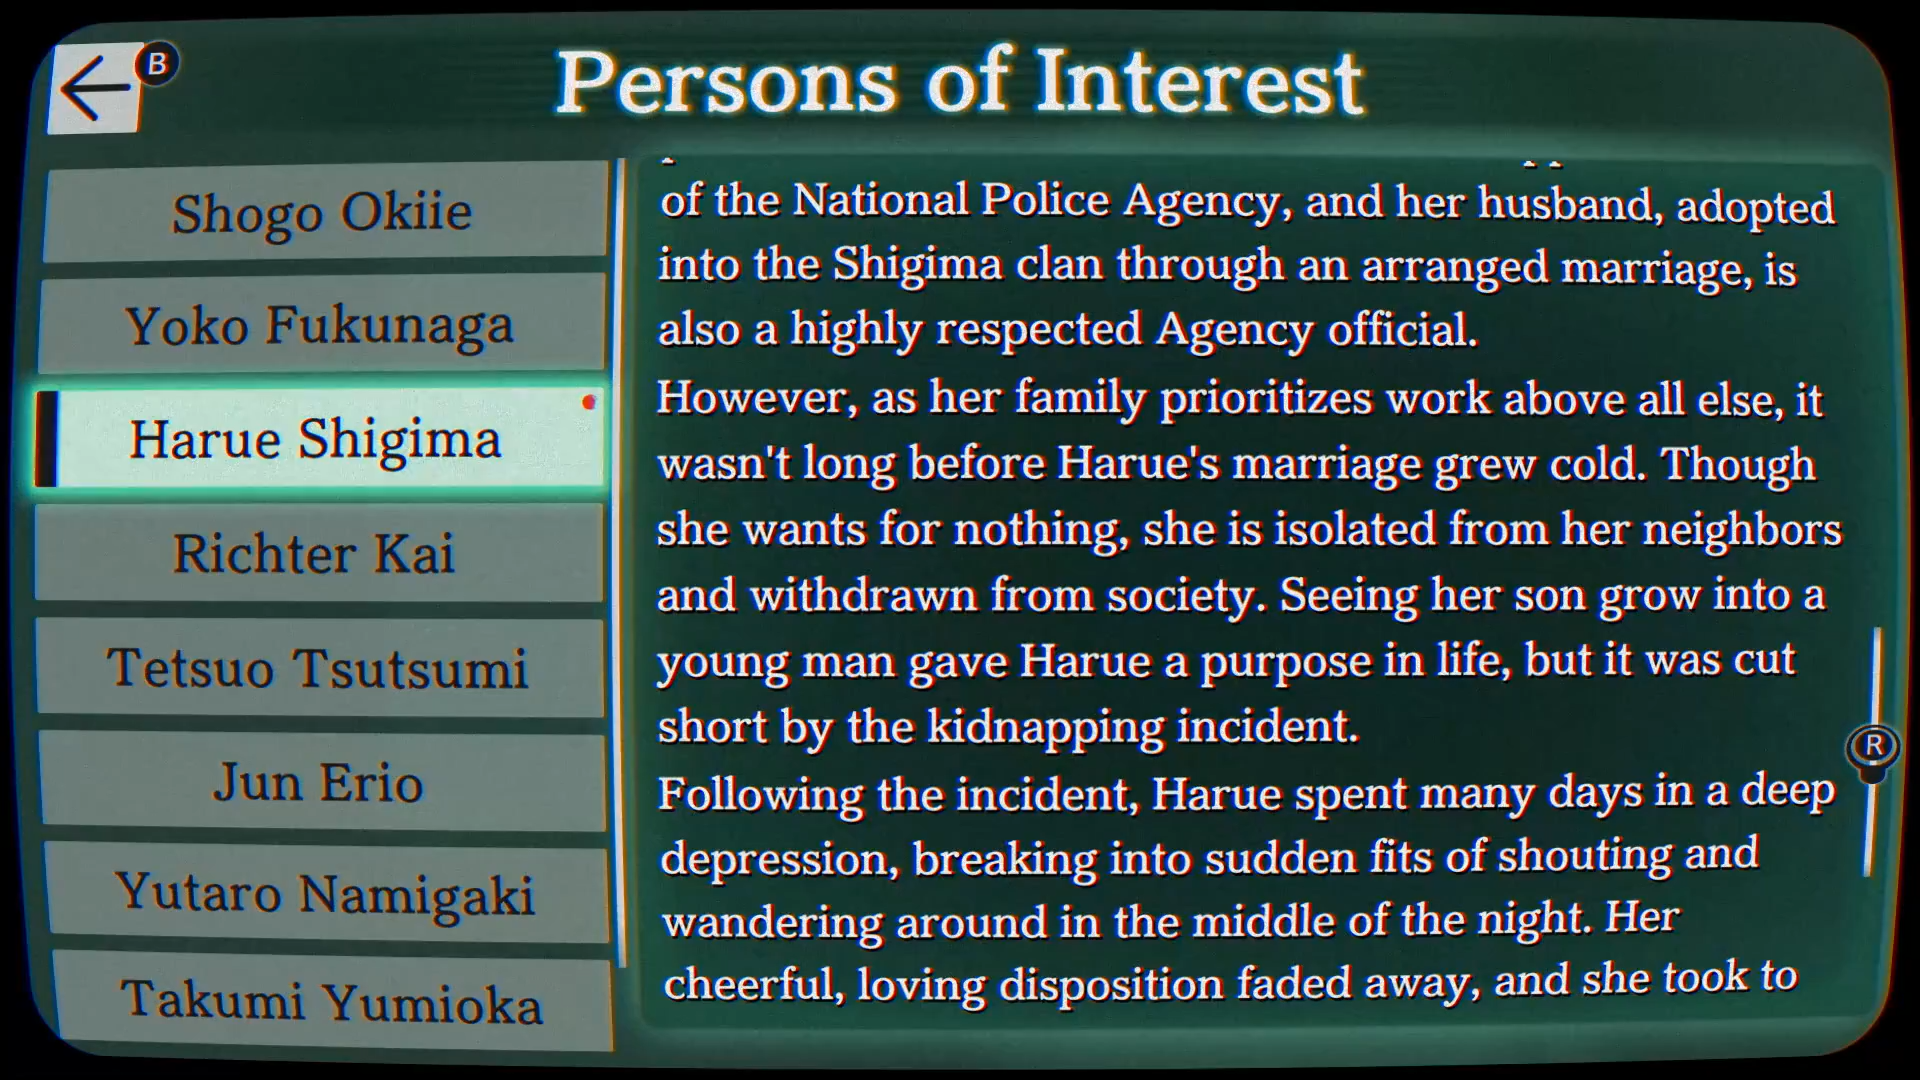 B
Persons of Interest
Shogo Okiie
Yoko Fukunaga
Harue Shigima
Richter Kai
Tetsuo Tsutsumi
Jun Erio
Yutaro Namigaki
Takumi Yumioka
of the National Police Agency, and her husband, adopted
into the Shigima clan through an arranged marriage, is
also a highly respected Agency official.
However, as her family prioritizes work above all else, it
wasn't long before Harue's marriage grew cold. Though
she wants for nothing, she is isolated from her neighbors
and withdrawn from society. Seeing her son grow into a
young man gave Harue a purpose in life, but it was cut
short by the kidnapping incident.
Following the incident, Harue spent many days in a deep
depression, breaking into sudden fits of shouting and
wandering around in the middle of the night. Her
cheerful, loving disposition faded away, and she took to
R